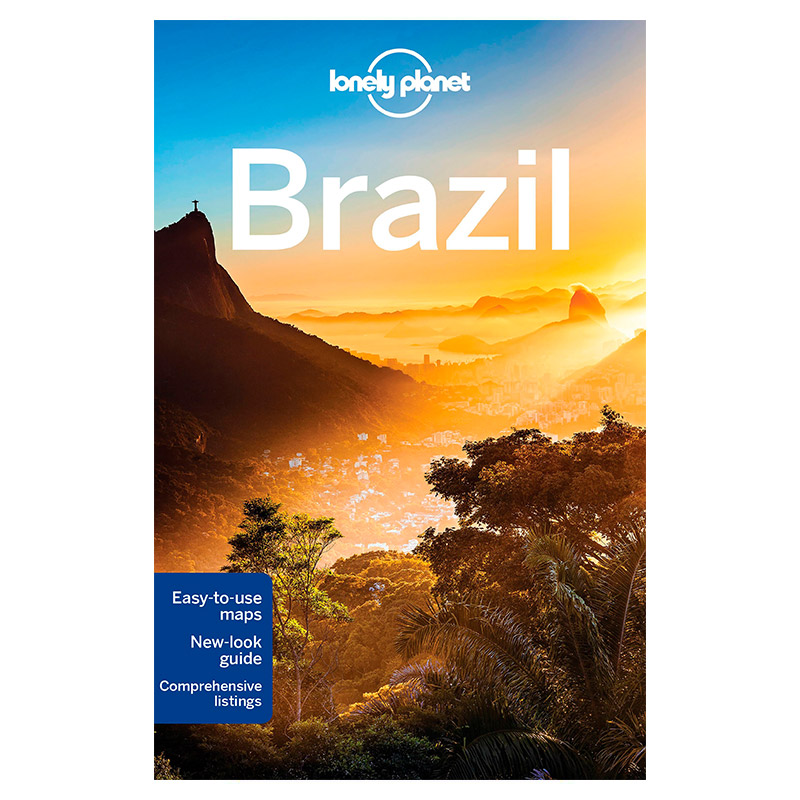 lonely planet
Brazil
Easy-to-use
maps
New-look
guide
Comprehensive
listings